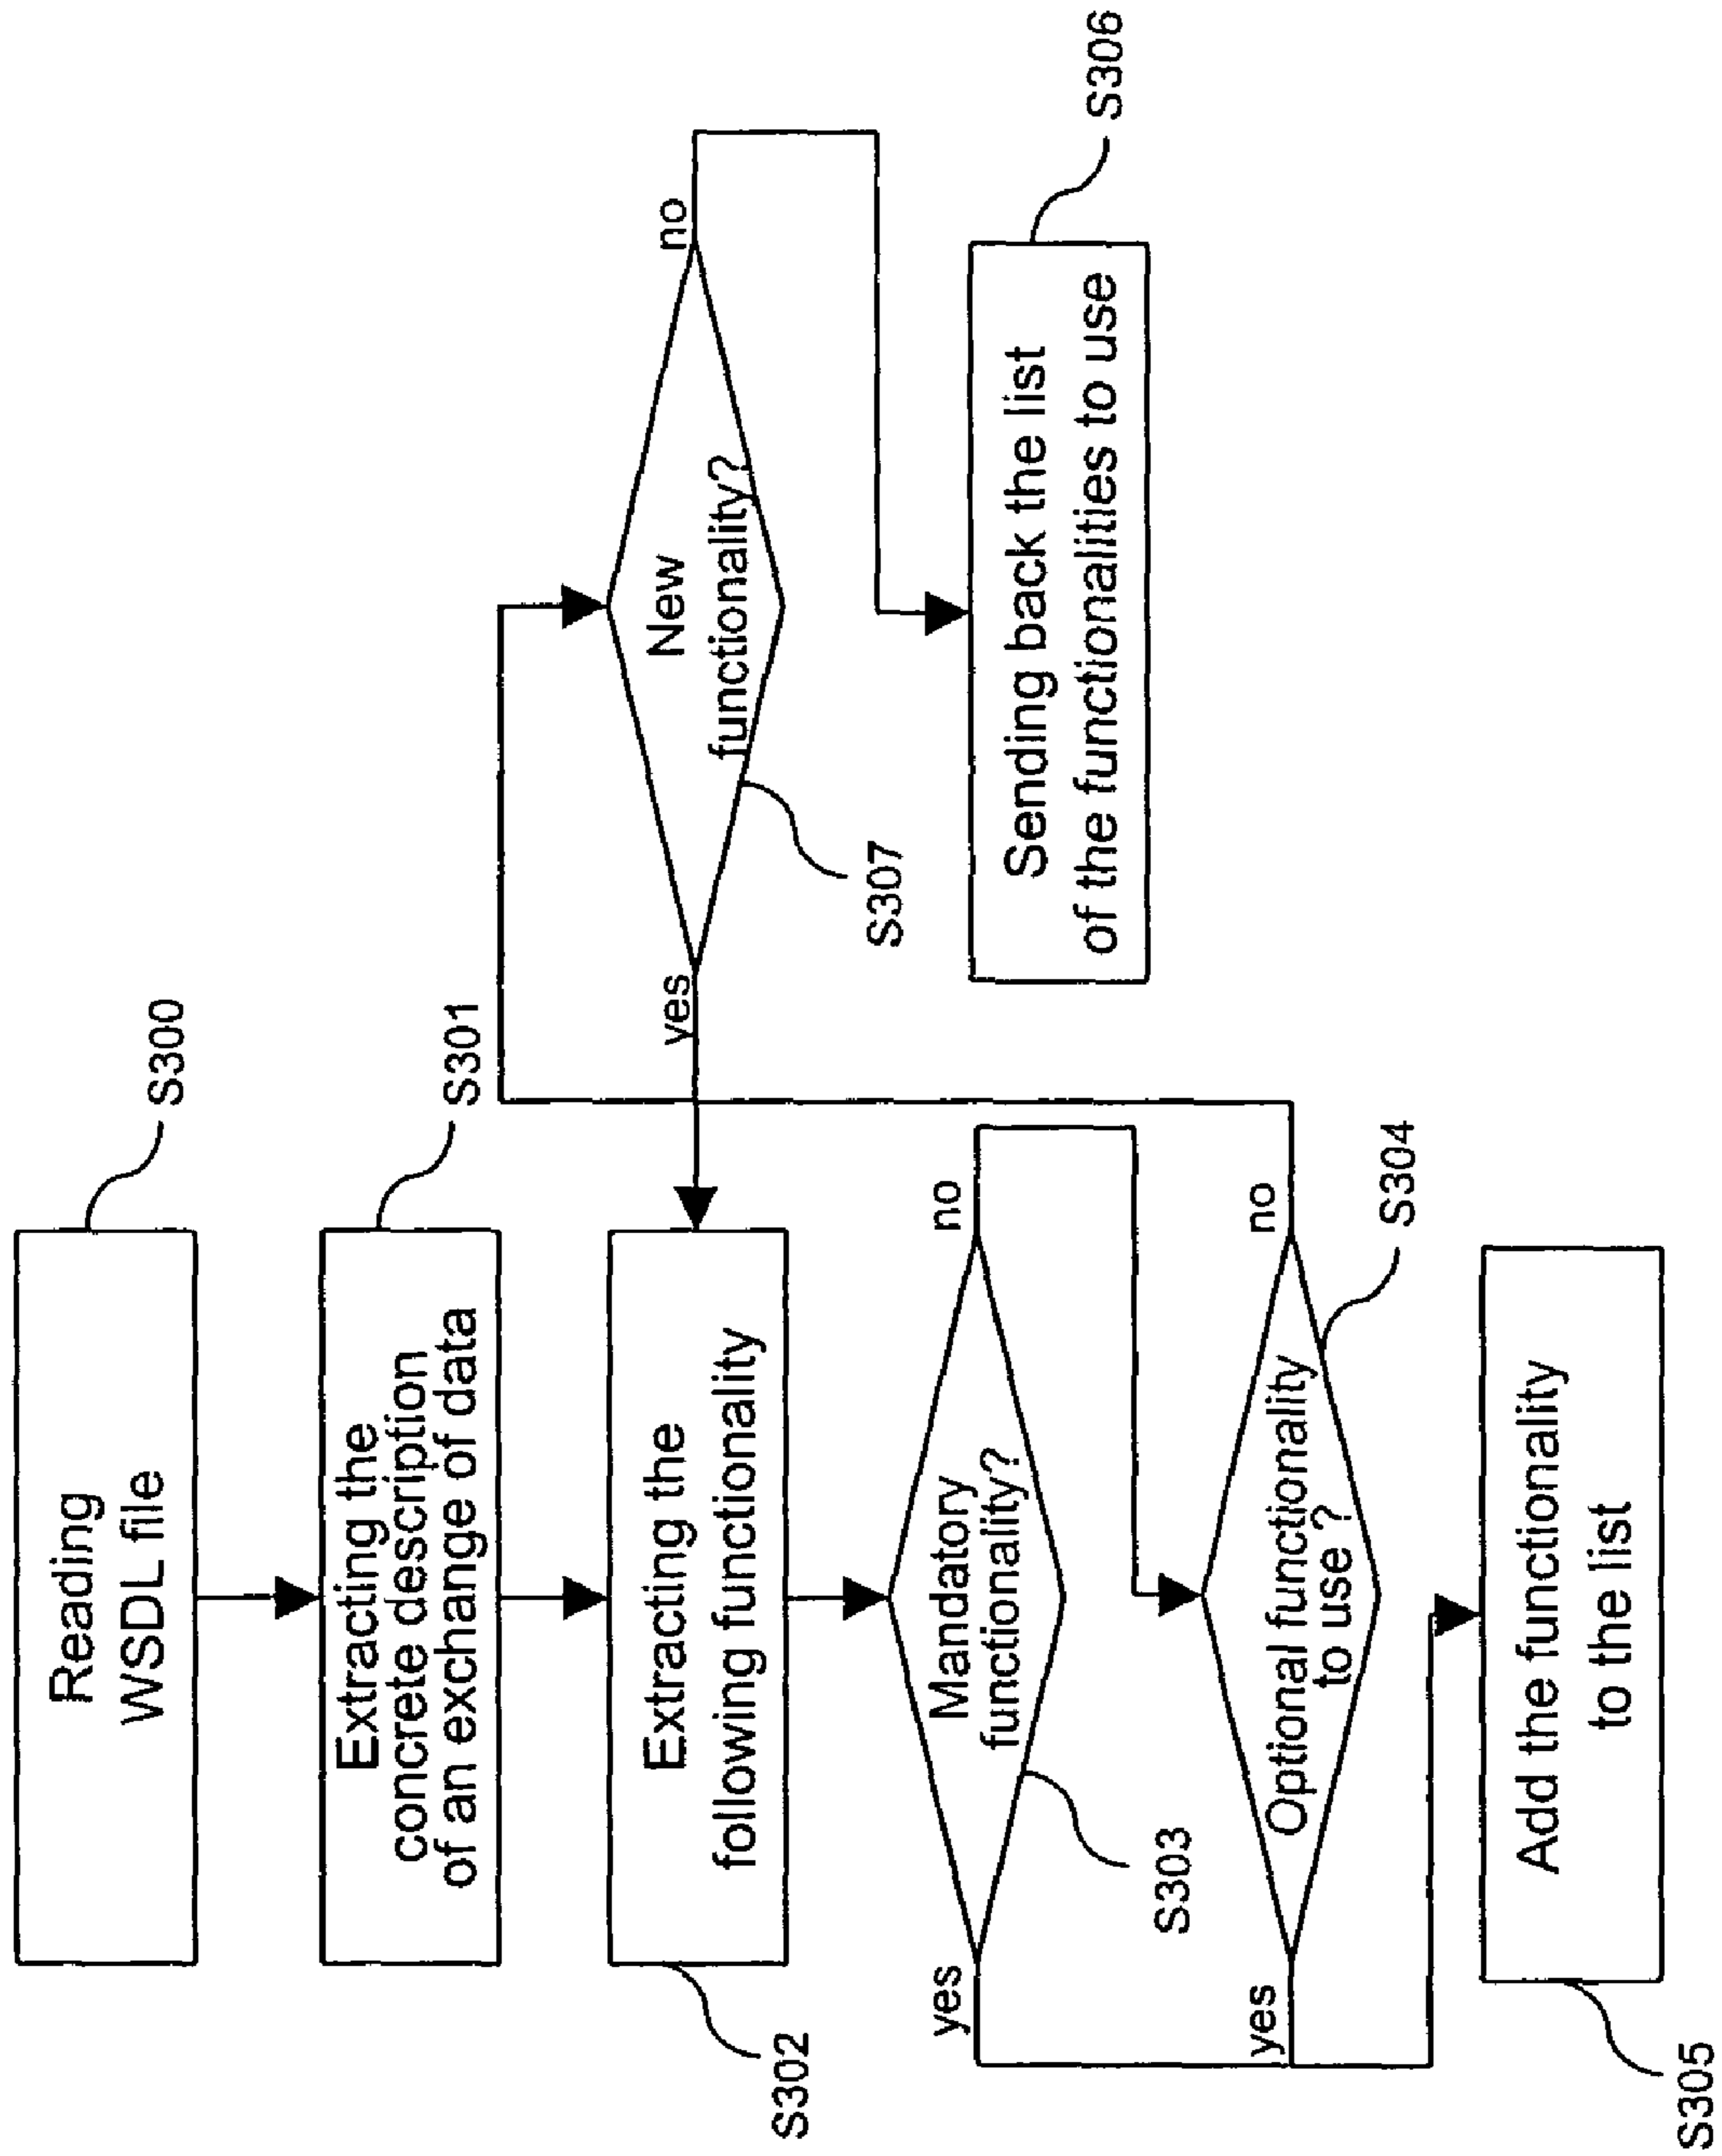 Reading
WSDL file
S300
Extracting the
concrete description
of an exchange of data
S301
Extracting the
following functionality
S302
Mandatory
functionality?
yes
no
S303
Optional functionality
to use ?
yes
no
S304
Add the functionality
to the list
S305
New
functionality?
yes
no
S307
Sending back the list
of the functionalities to use
S306